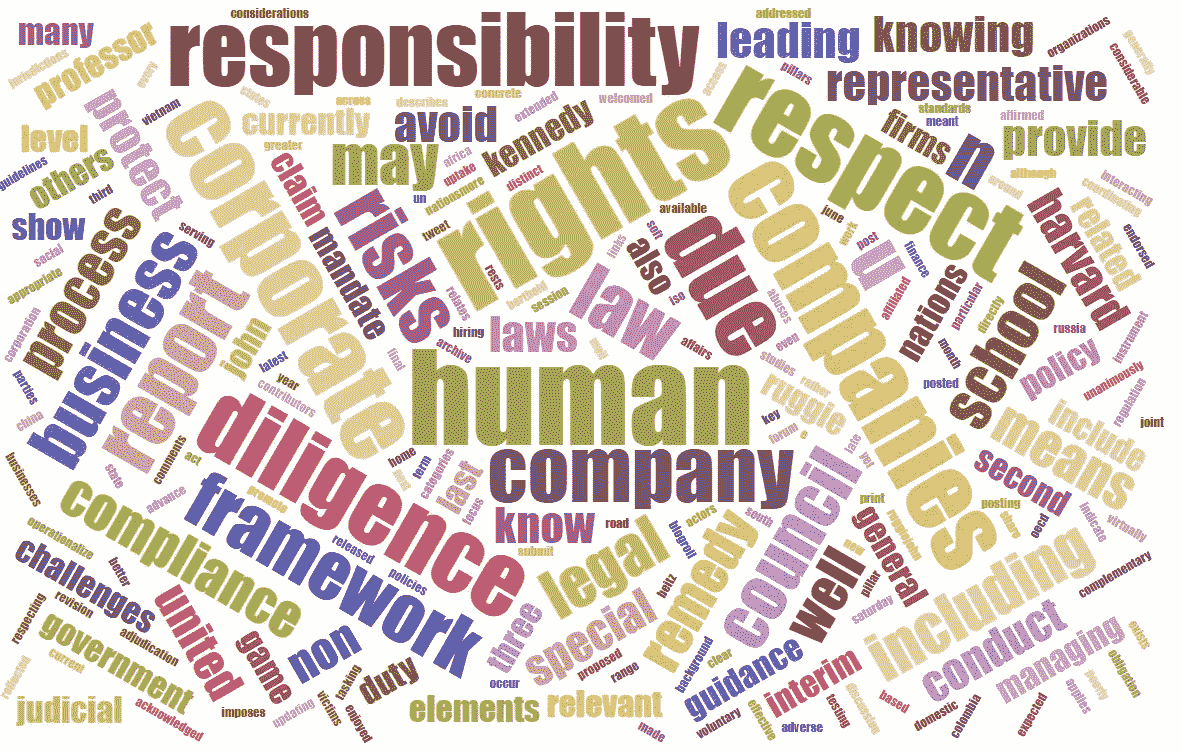 considerations
addressed
many
responsibility
leading
knowing
organizations
generally
considerable
professor
jurisdictions
every
pillars
access
representative
protect
vietnam
states
across
describes
concrete
extended
welcomed
standards
meant
affirmed
level
currently
avoid
kennedy
firms
n
provide
guidelines
others
third
corporate
greater
may
africa
uptake
distinct
rights
respect
although
around
coordination
interacting
claim
risks
nationsmore
un
tweet
available
companies
june
work
harvard
related
endorsed
show
serving
social
appropriate
process
mandate
rests
berthold
session
links
soft
also
due
post
u
finance
affiliated
nations
particular
directly
school
business
report
john
relates
hiring
laws
law
iso
abuses
even
russia
instrument
corporation
parties
latest
year
contributors
final
archive
human
affairs
studies
rather
ruggie
month
posted
policy
unanimously
regulation
china
diligence
home
key
forum
e
include
means
joint
businesses
comments
act
state
term
categories
last
focus
company
council
late
yet
second
indicate
virtually
compliance
advance
framework
promote
know
road
blogroll
actors
south
print
general
posting
oecd
operationalize
released
policies
submit
legal
remedy
well
new
pillar
including
complementary
challenges
better
beltz
respecting
revision
adjudication
united
game
non
three
special
saturday
conduct
managing
exists
obligation
government
current
tasking
duty
occur
proposed
range
background
clear
guidance
interim
discussion
based
applies
nearly
reflected
judicial
acknowledged
imposes
updating
victims
enjoyed
elements
relevant
made
voluntary
effective
adverse
testing
domestic
colombia
expected